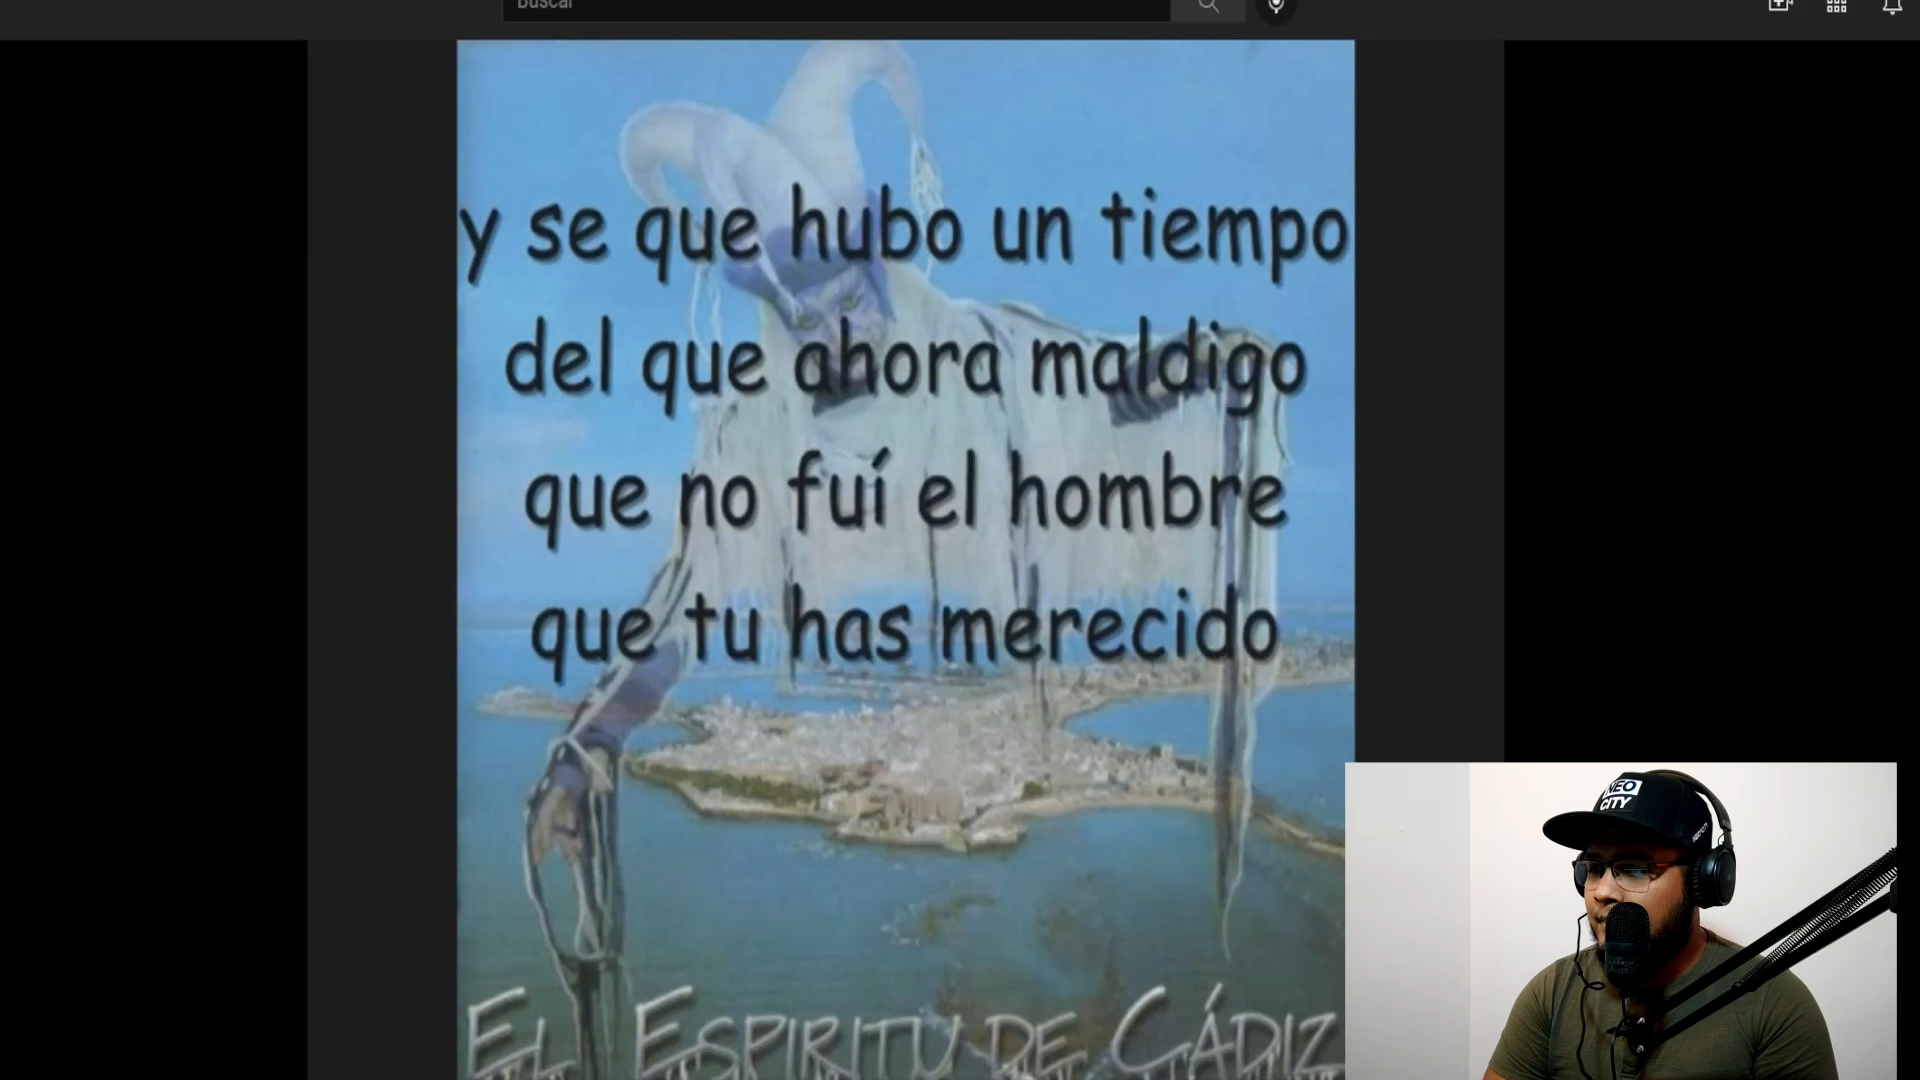 Buscar
y se que hubo un tiempo
del que ahora maldigo
que no fuí el hombre
que tu has merecido
EL ESPIRITU DE CÁDIZ
NEO
CITY